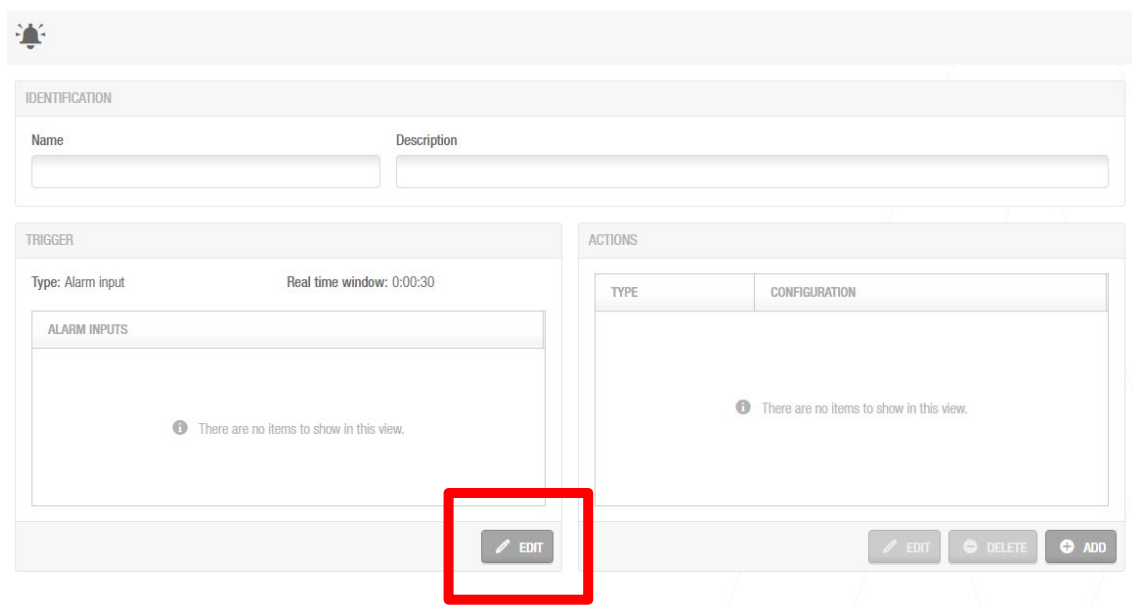 IDENTIFICATION
Name Description
TRIGGER
Type: Alarm input Real time window: 0:00:30
ALARM INPUTS
There are no items to show in this view.
EDIT
ACTIONS
TYPE CONFIGURATION
There are no items to show in this view.
EDIT DELETE ADD